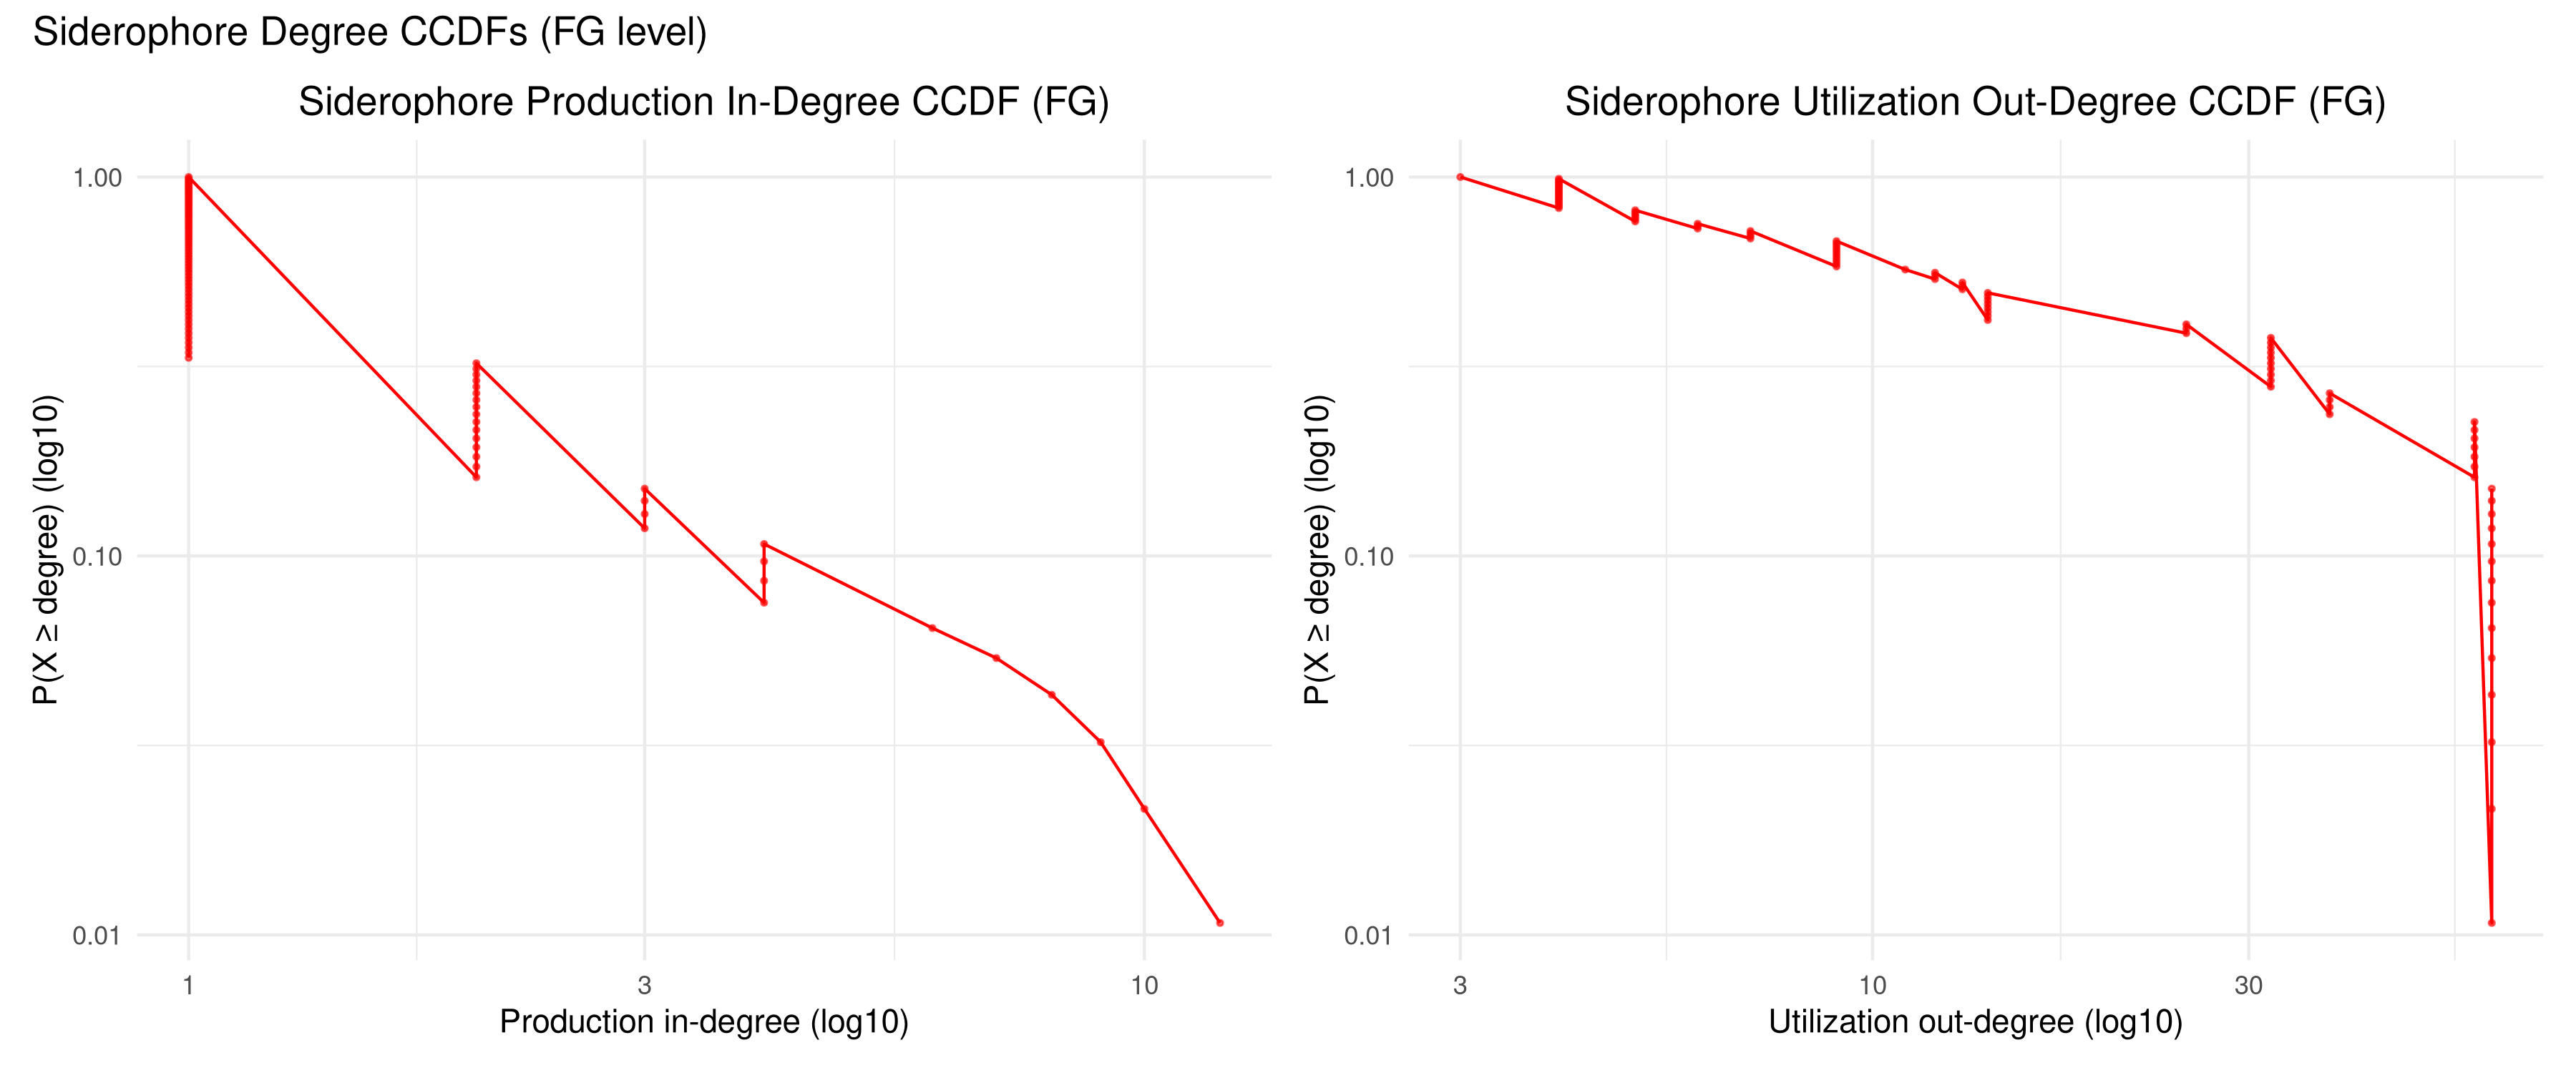 Siderophore Degree CCDFs (FG level)
Siderophore Production In-Degree CCDF (FG)
P(X ≥ degree) (log10)
1.00
0.10
0.01
1 3 10
Production in-degree (log10)
Siderophore Utilization Out-Degree CCDF (FG)
P(X ≥ degree) (log10)
1.00
0.10
0.01
3 10 30
Utilization out-degree (log10)